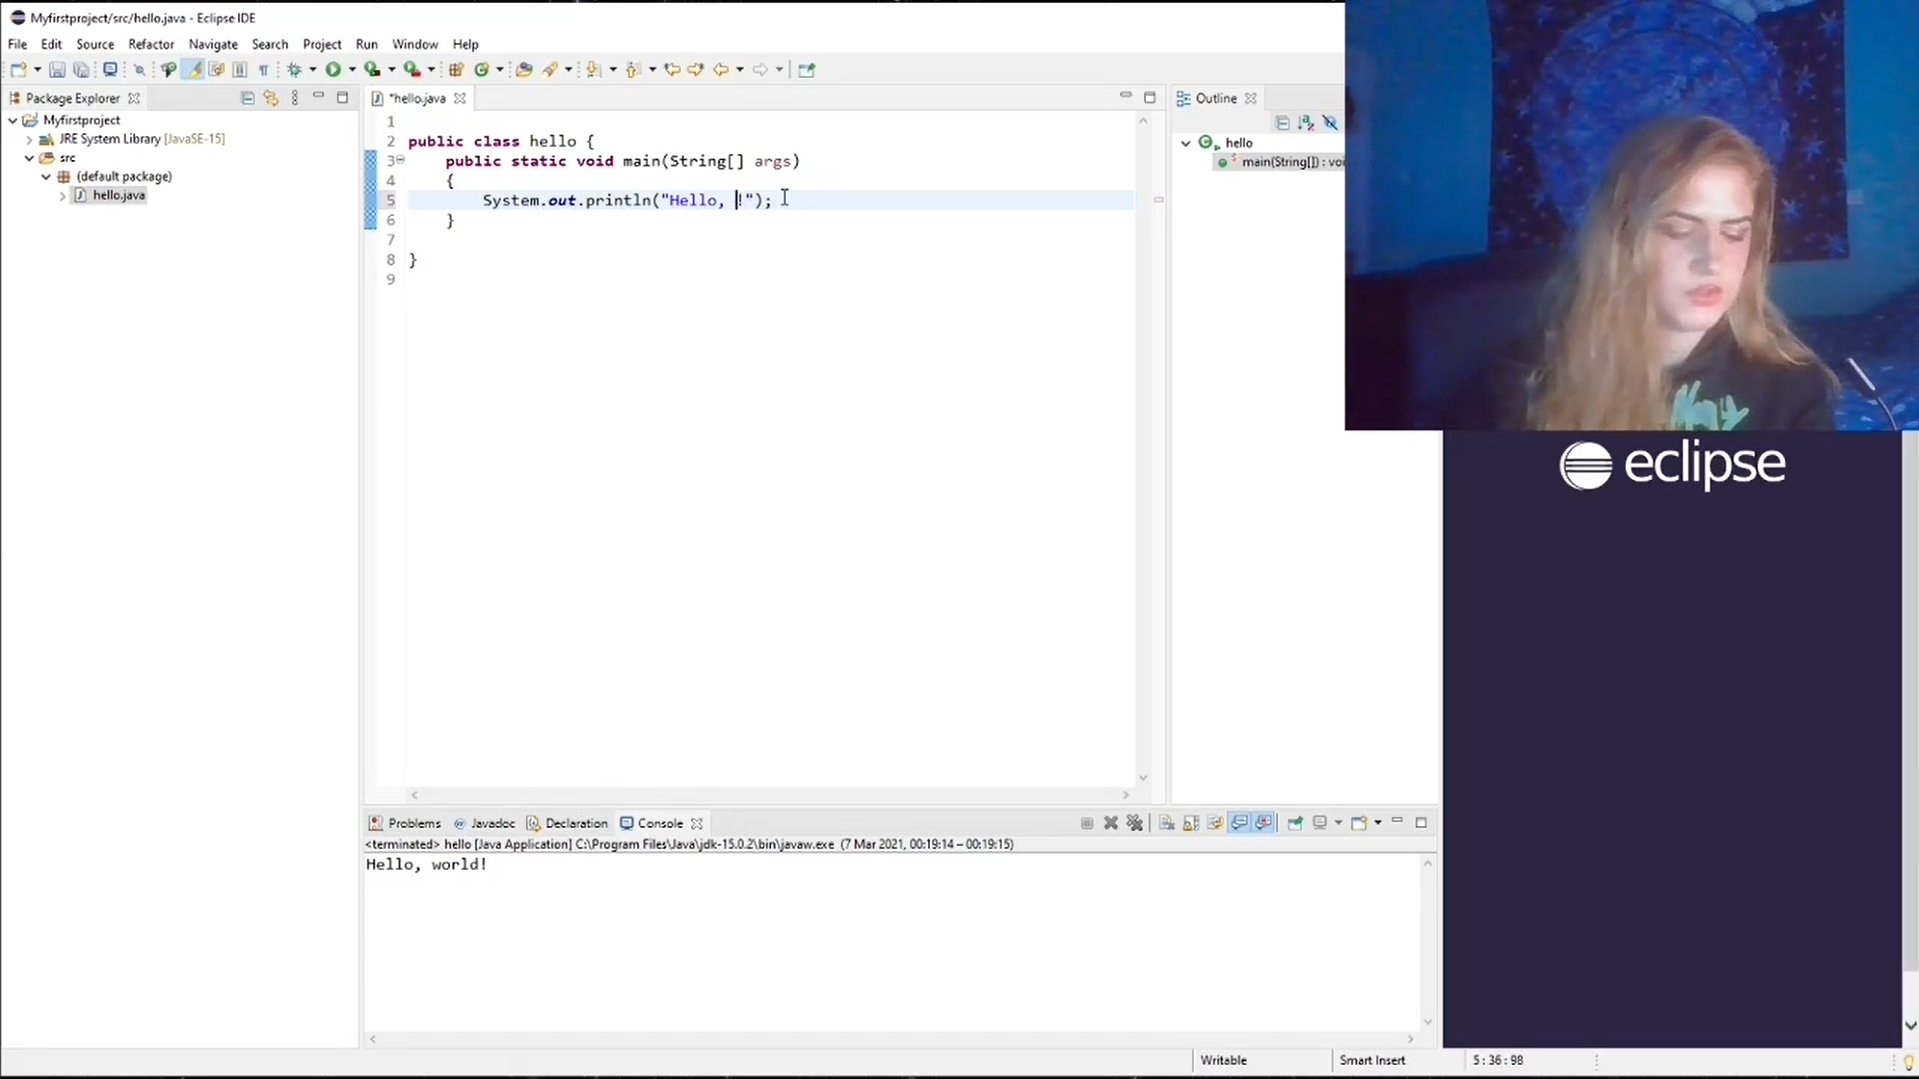 Myfirstproject/src/hello.java - Eclipse IDE
File Edit Source Refactor Navigate Search Project Run Window Help
Package Explorer
Myfirstproject
JRE System Library [JavaSE-15]
src
(default package)
hello.java
*hello.java
1
2 public class hello {
3 public static void main(String[] args)
4 {
5 System.out.println("Hello, !");
6 }
7
8 }
9
Outline
hello
main(String[]) : voi
eclipse
Problems Javadoc Declaration Console
<terminated> hello [Java Application] C:\Program Files\Java\jdk-15.0.2\bin\javaw.exe (7 Mar 2021, 00:19:14 – 00:19:15)
Hello, world!
Writable Smart Insert 5 : 36 : 98